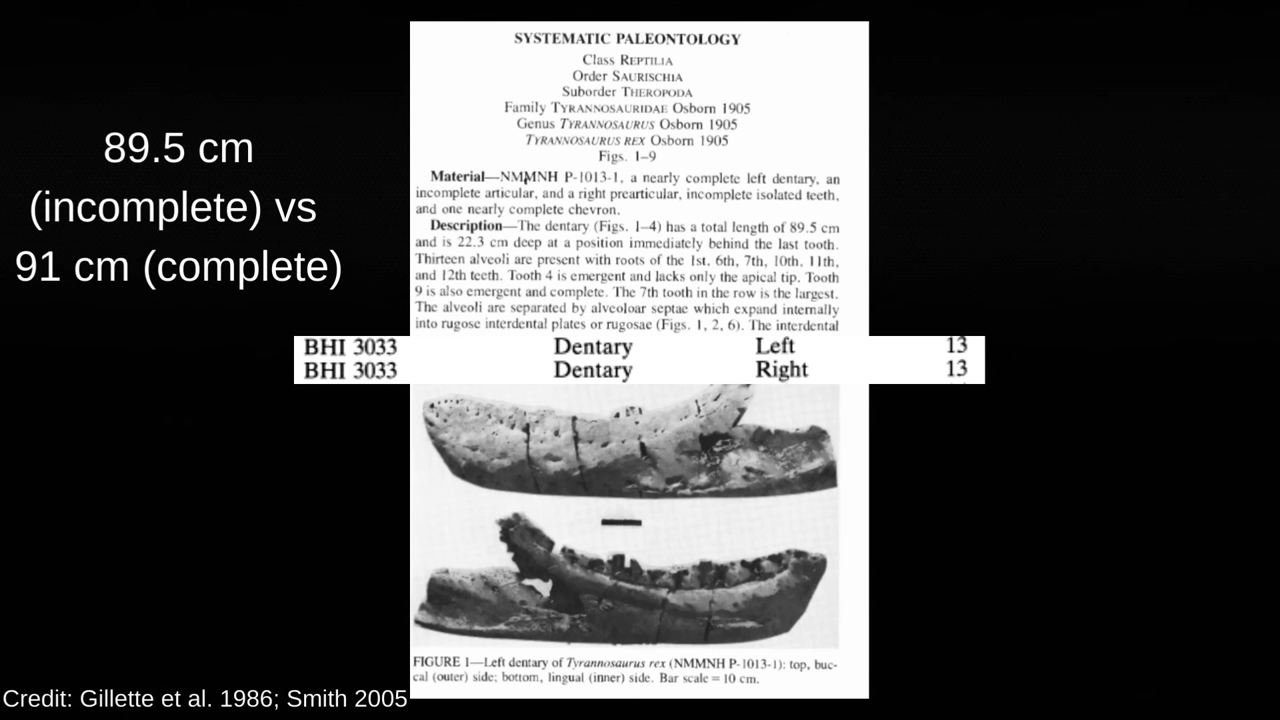 89.5 cm
(incomplete) vs
91 cm (complete)
SYSTEMATIC PALEONTOLOGY
Class REPTILIA
Order SAURISCHIA
Suborder THEROPODA
Family TYRANNOSAURIDAE Osborn 1905
Genus TYRANNOSAURUS Osborn 1905
TYRANNOSAURUS REX Osborn 1905
Figs. 1–9
Material—NMMNH P-1013-1, a nearly complete left dentary, an
incomplete articular, and a right prearticular, incomplete isolated teeth,
and one nearly complete chevron.
Description—The dentary (Figs. 1–4) has a total length of 89.5 cm
and is 22.3 cm deep at a position immediately behind the last tooth.
Thirteen alveoli are present with roots of the 1st, 6th, 7th, 10th, 11th,
and 12th teeth. Tooth 4 is emergent and lacks only the apical tip. Tooth
9 is also emergent and complete. The 7th tooth in the row is the largest.
The alveoli are separated by alveoloar septae which expand internally
into rugose interdental plates or rugosae (Figs. 1, 2, 6). The interdental
BHI 3033 Dentary Left 13
BHI 3033 Dentary Right 13
FIGURE 1—Left dentary of Tyrannosaurus rex (NMMNH P-1013-1): top, buc-
cal (outer) side; bottom, lingual (inner) side. Bar scale = 10 cm.
Credit: Gillette et al. 1986; Smith 2005